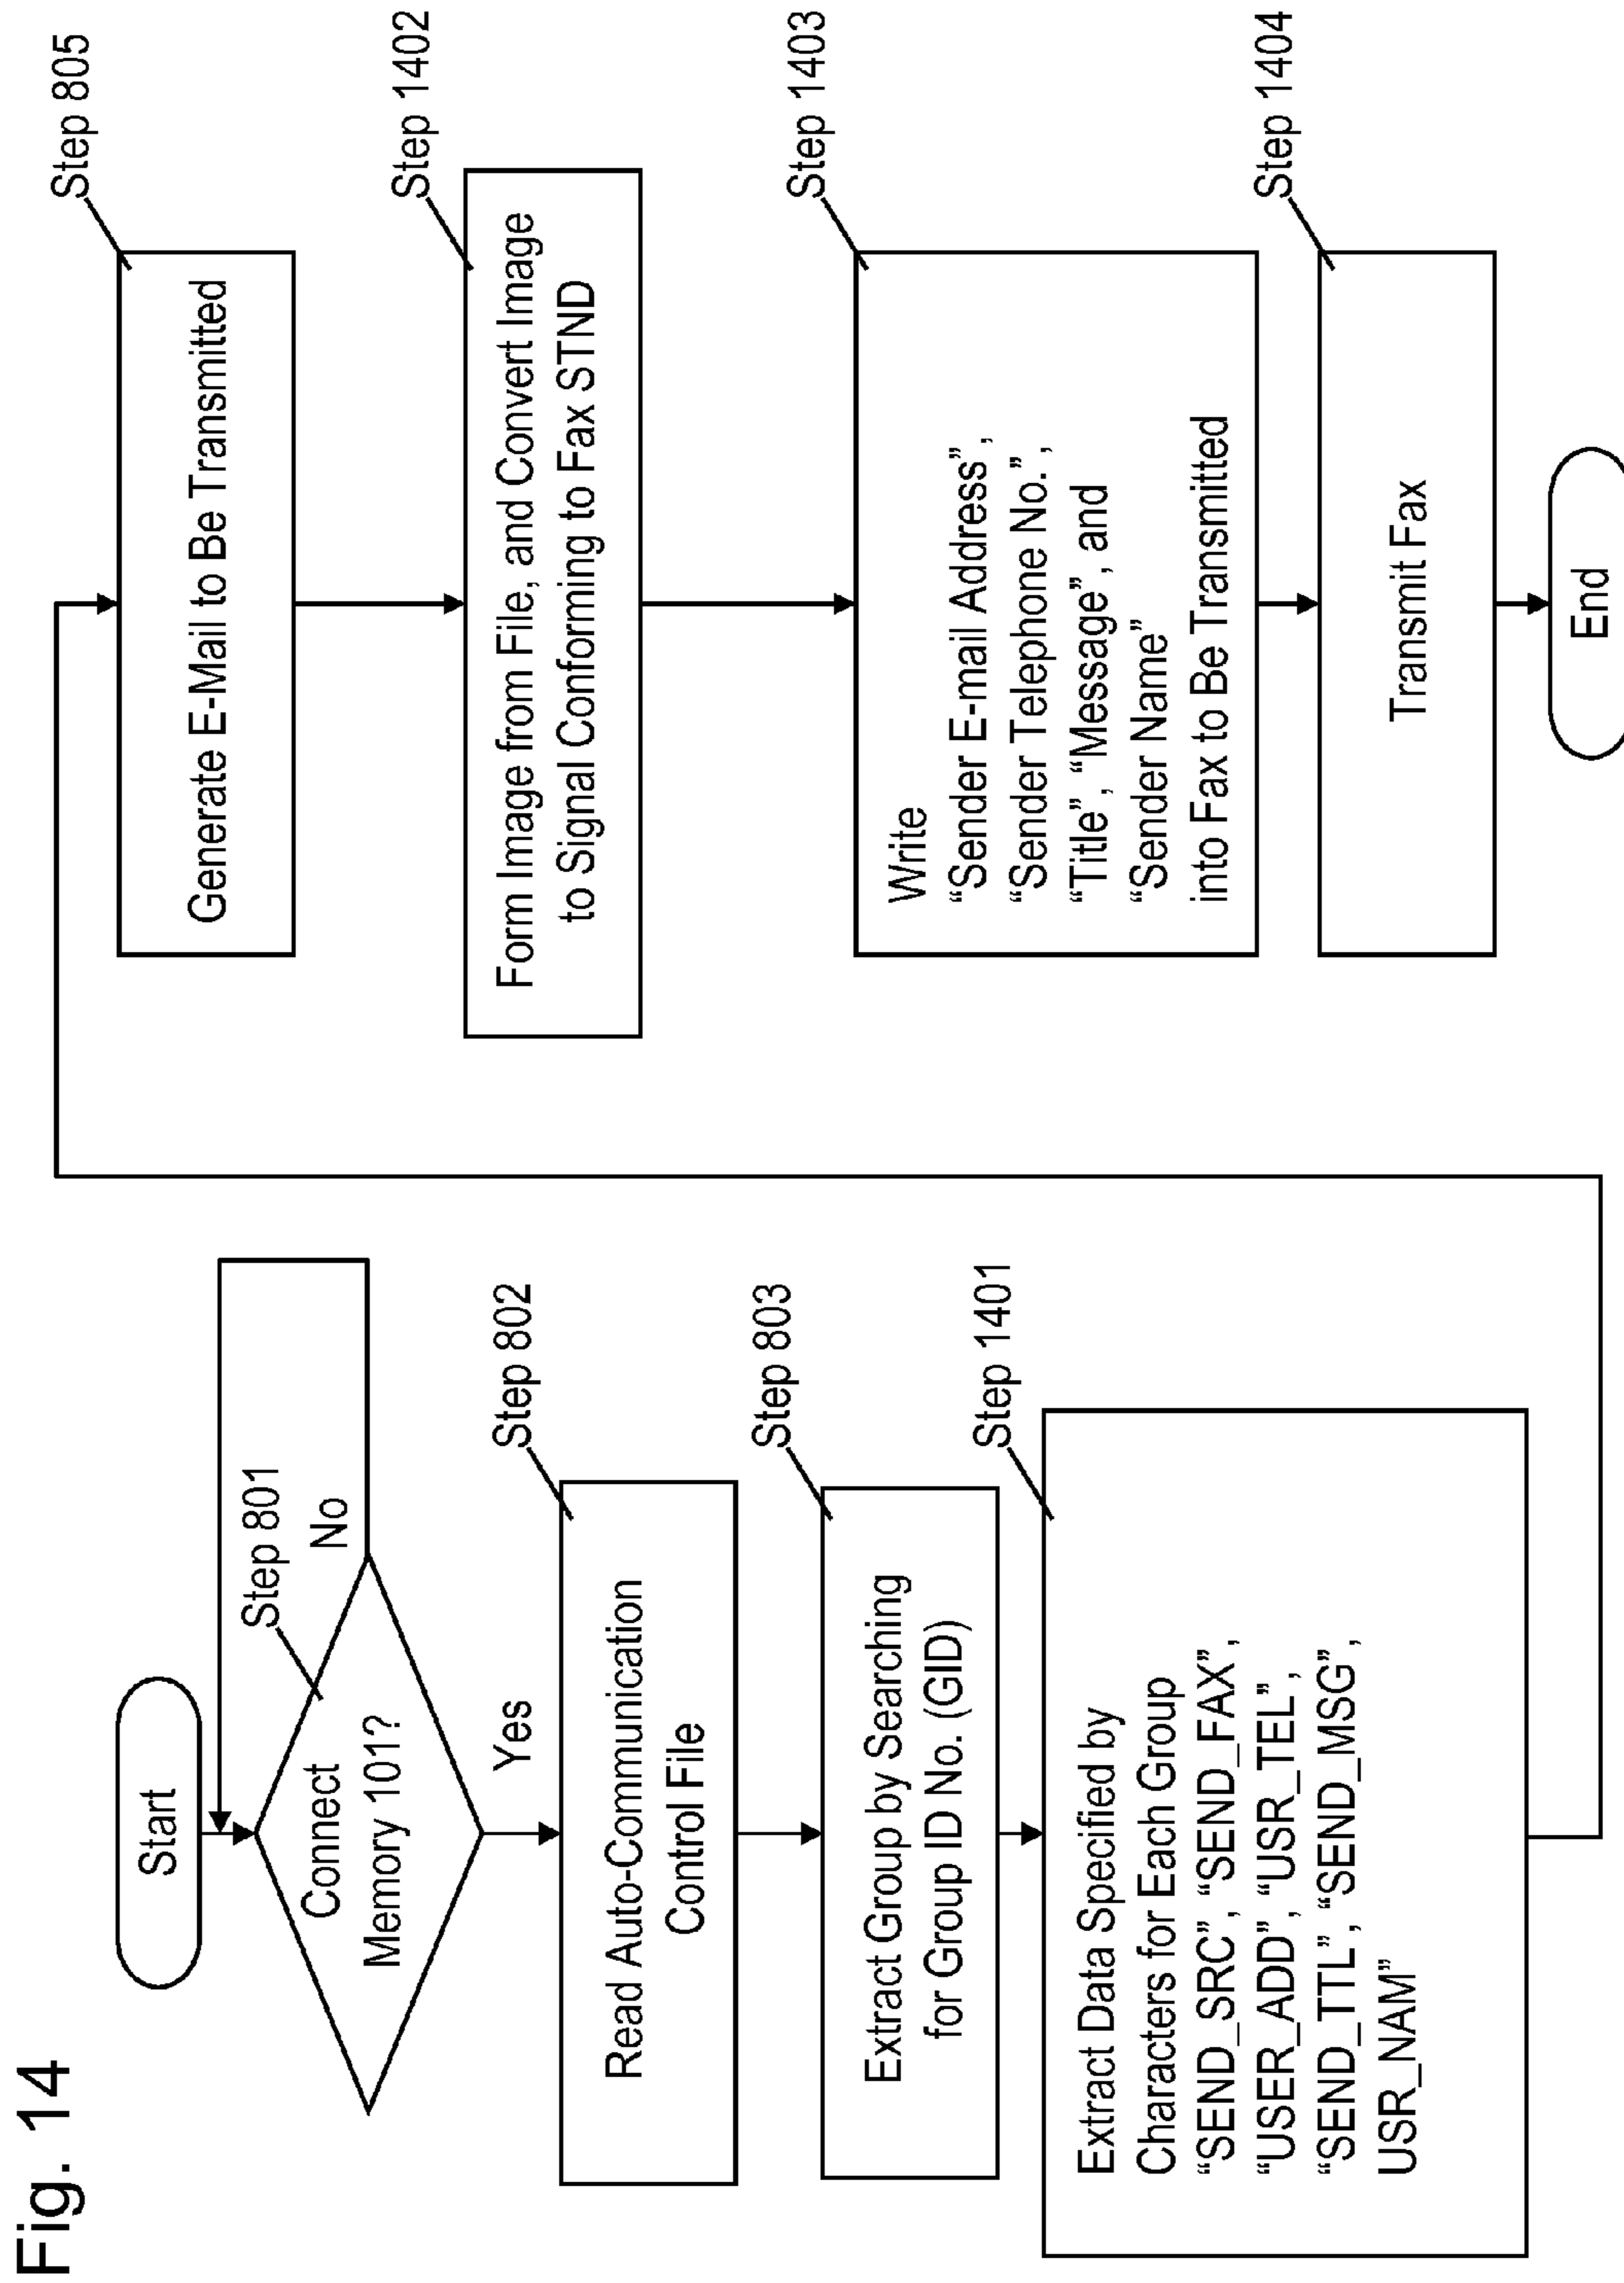 Fig. 14
Start
Step 801
Connect
Memory 101?
No
Yes
Step 802
Read Auto-Communication
Control File
Step 803
Extract Group by Searching
for Group ID No. (GID)
Step 1401
Extract Data Specified by
Characters for Each Group
“SEND_SRC”, “SEND_FAX”,
“USER_ADD”, “USR_TEL”,
“SEND_TTL”, “SEND_MSG”,
USR_NAM”
Step 805
Generate E-Mail to Be Transmitted
Step 1402
Form Image from File, and Convert Image
to Signal Conforming to Fax STND
Step 1403
Write
“Sender E-mail Address”,
“Sender Telephone No.”,
“Title”, “Message”, and
“Sender Name”
into Fax to Be Transmitted
Step 1404
Transmit Fax
End